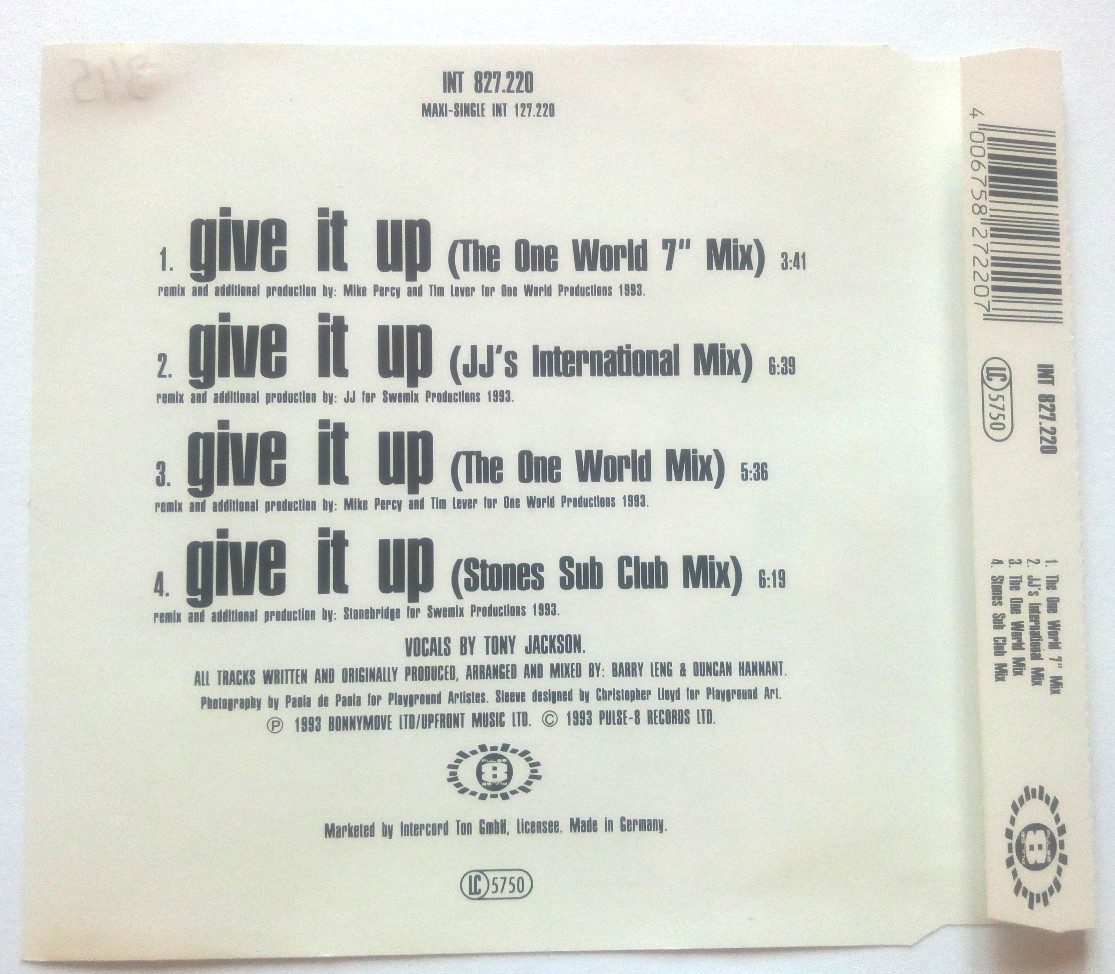 INT 827.220
MAXI-SINGLE INT 127.220
1. give it up (The One World 7" Mix) 3:41
remix and additional production by: Mike Percy and Tim Lever for One World Productions 1993.
2. give it up (JJ's International Mix) 6:39
remix and additional production by: JJ for Swemix Productions 1993.
3. give it up (The One World Mix) 5:36
remix and additional production by: Mike Percy and Tim Lever for One World Productions 1993.
4. give it up (Stones Sub Club Mix) 6:19
remix and additional production by: Stonebridge for Swemix Productions 1993.
VOCALS BY TONY JACKSON.
ALL TRACKS WRITTEN AND ORIGINALLY PRODUCED, ARRANGED AND MIXED BY: BARRY LENG & DUNCAN HANNANT.
Photography by Paola de Paola for Playground Artistes. Sleeve designed by Christopher Lloyd for Playground Art.
℗ 1993 BONNYMOVE LTD/UPFRONT MUSIC LTD. © 1993 PULSE-8 RECORDS LTD.
8
Marketed by Intercord Ton GmbH, Licensee. Made in Germany.
LC 5750
4 006758 272207
INT 827.220
LC 5750
1. The One World 7" Mix
2. JJ's International Mix
3. The One World Mix
4. Stones Sub Club Mix
8